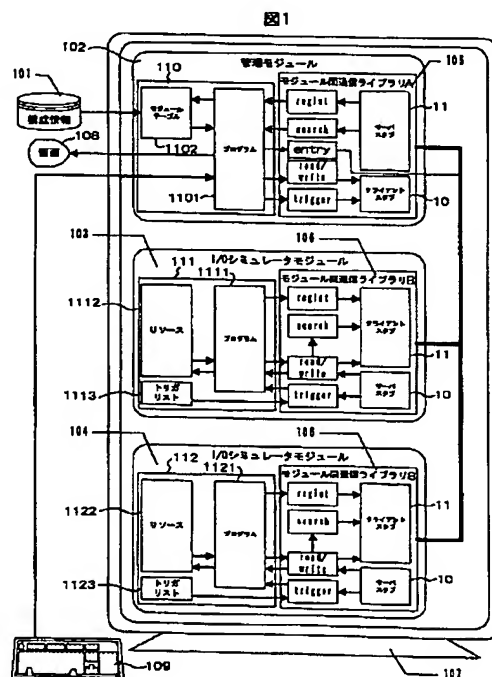 図1
102
管理モジュール
105
110
モジュール間通信ライブラリA
101
構成情報
モジュール
テーブル
regist
search
サーバ
スタブ
11
108
画面
プログラム
entry
1102
read/
write
クライアント
スタブ
trigger
10
1101
103
I/Oシミュレータモジュール
106
111
1111
モジュール間通信ライブラリB
1112
リソース
プログラム
regist
クライアント
スタブ
search
read/
write
11
トリガ
リスト
trigger
サーバ
スタブ
1113
10
104
I/Oシミュレータモジュール
112
1121
モジュール間通信ライブラリB
1122
リソース
プログラム
regist
クライアント
スタブ
search
11
read/
write
1123
トリガ
リスト
trigger
サーバ
スタブ
10
109
107